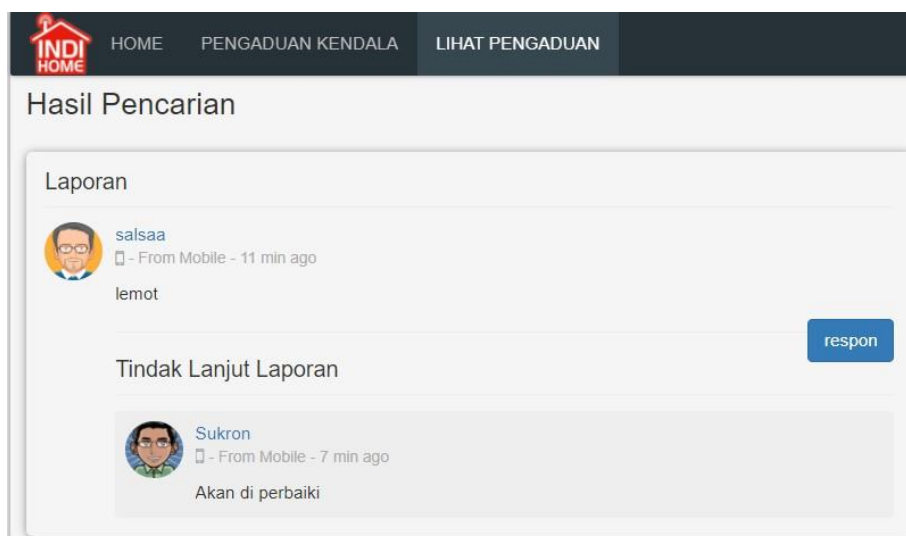 INDI
HOME
HOME PENGADUAN KENDALA LIHAT PENGADUAN
Hasil Pencarian
Laporan
salsaa
- From Mobile - 11 min ago
lemot
respon
Tindak Lanjut Laporan
Sukron
- From Mobile - 7 min ago
Akan di perbaiki